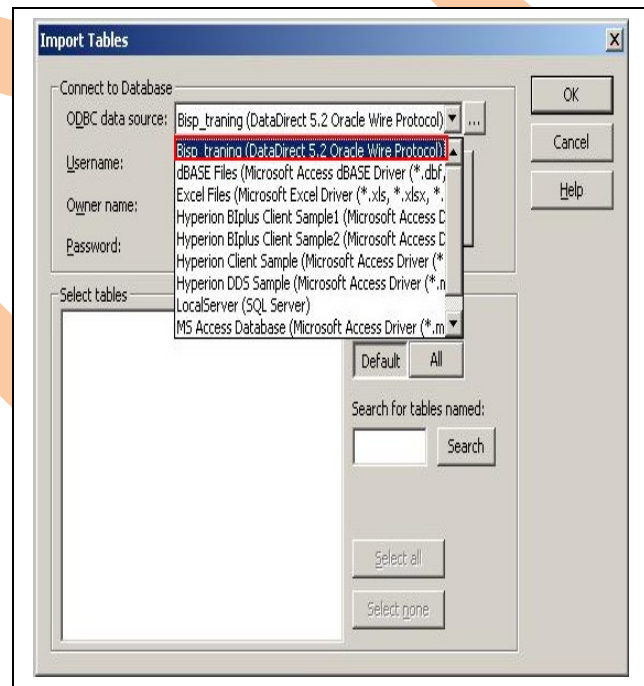 Import Tables
Connect to Database
ODBC data source: Bisp_traning (DataDirect 5.2 Oracle Wire Protocol) ...
Bisp_traning (DataDirect 5.2 Oracle Wire Protocol)
dBASE Files (Microsoft Access dBASE Driver (*.dbf,
Excel Files (Microsoft Excel Driver (*.xls, *.xlsx, *.
Hyperion BIplus Client Sample1 (Microsoft Access D
Hyperion BIplus Client Sample2 (Microsoft Access D
Hyperion Client Sample (Microsoft Access Driver (*
Hyperion DDS Sample (Microsoft Access Driver (*.m
LocalServer (SQL Server)
MS Access Database (Microsoft Access Driver (*.m
Username:
Owner name:
Password:
OK
Cancel
Help
Select tables
Default All
Search for tables named:
Search
Select all
Select none